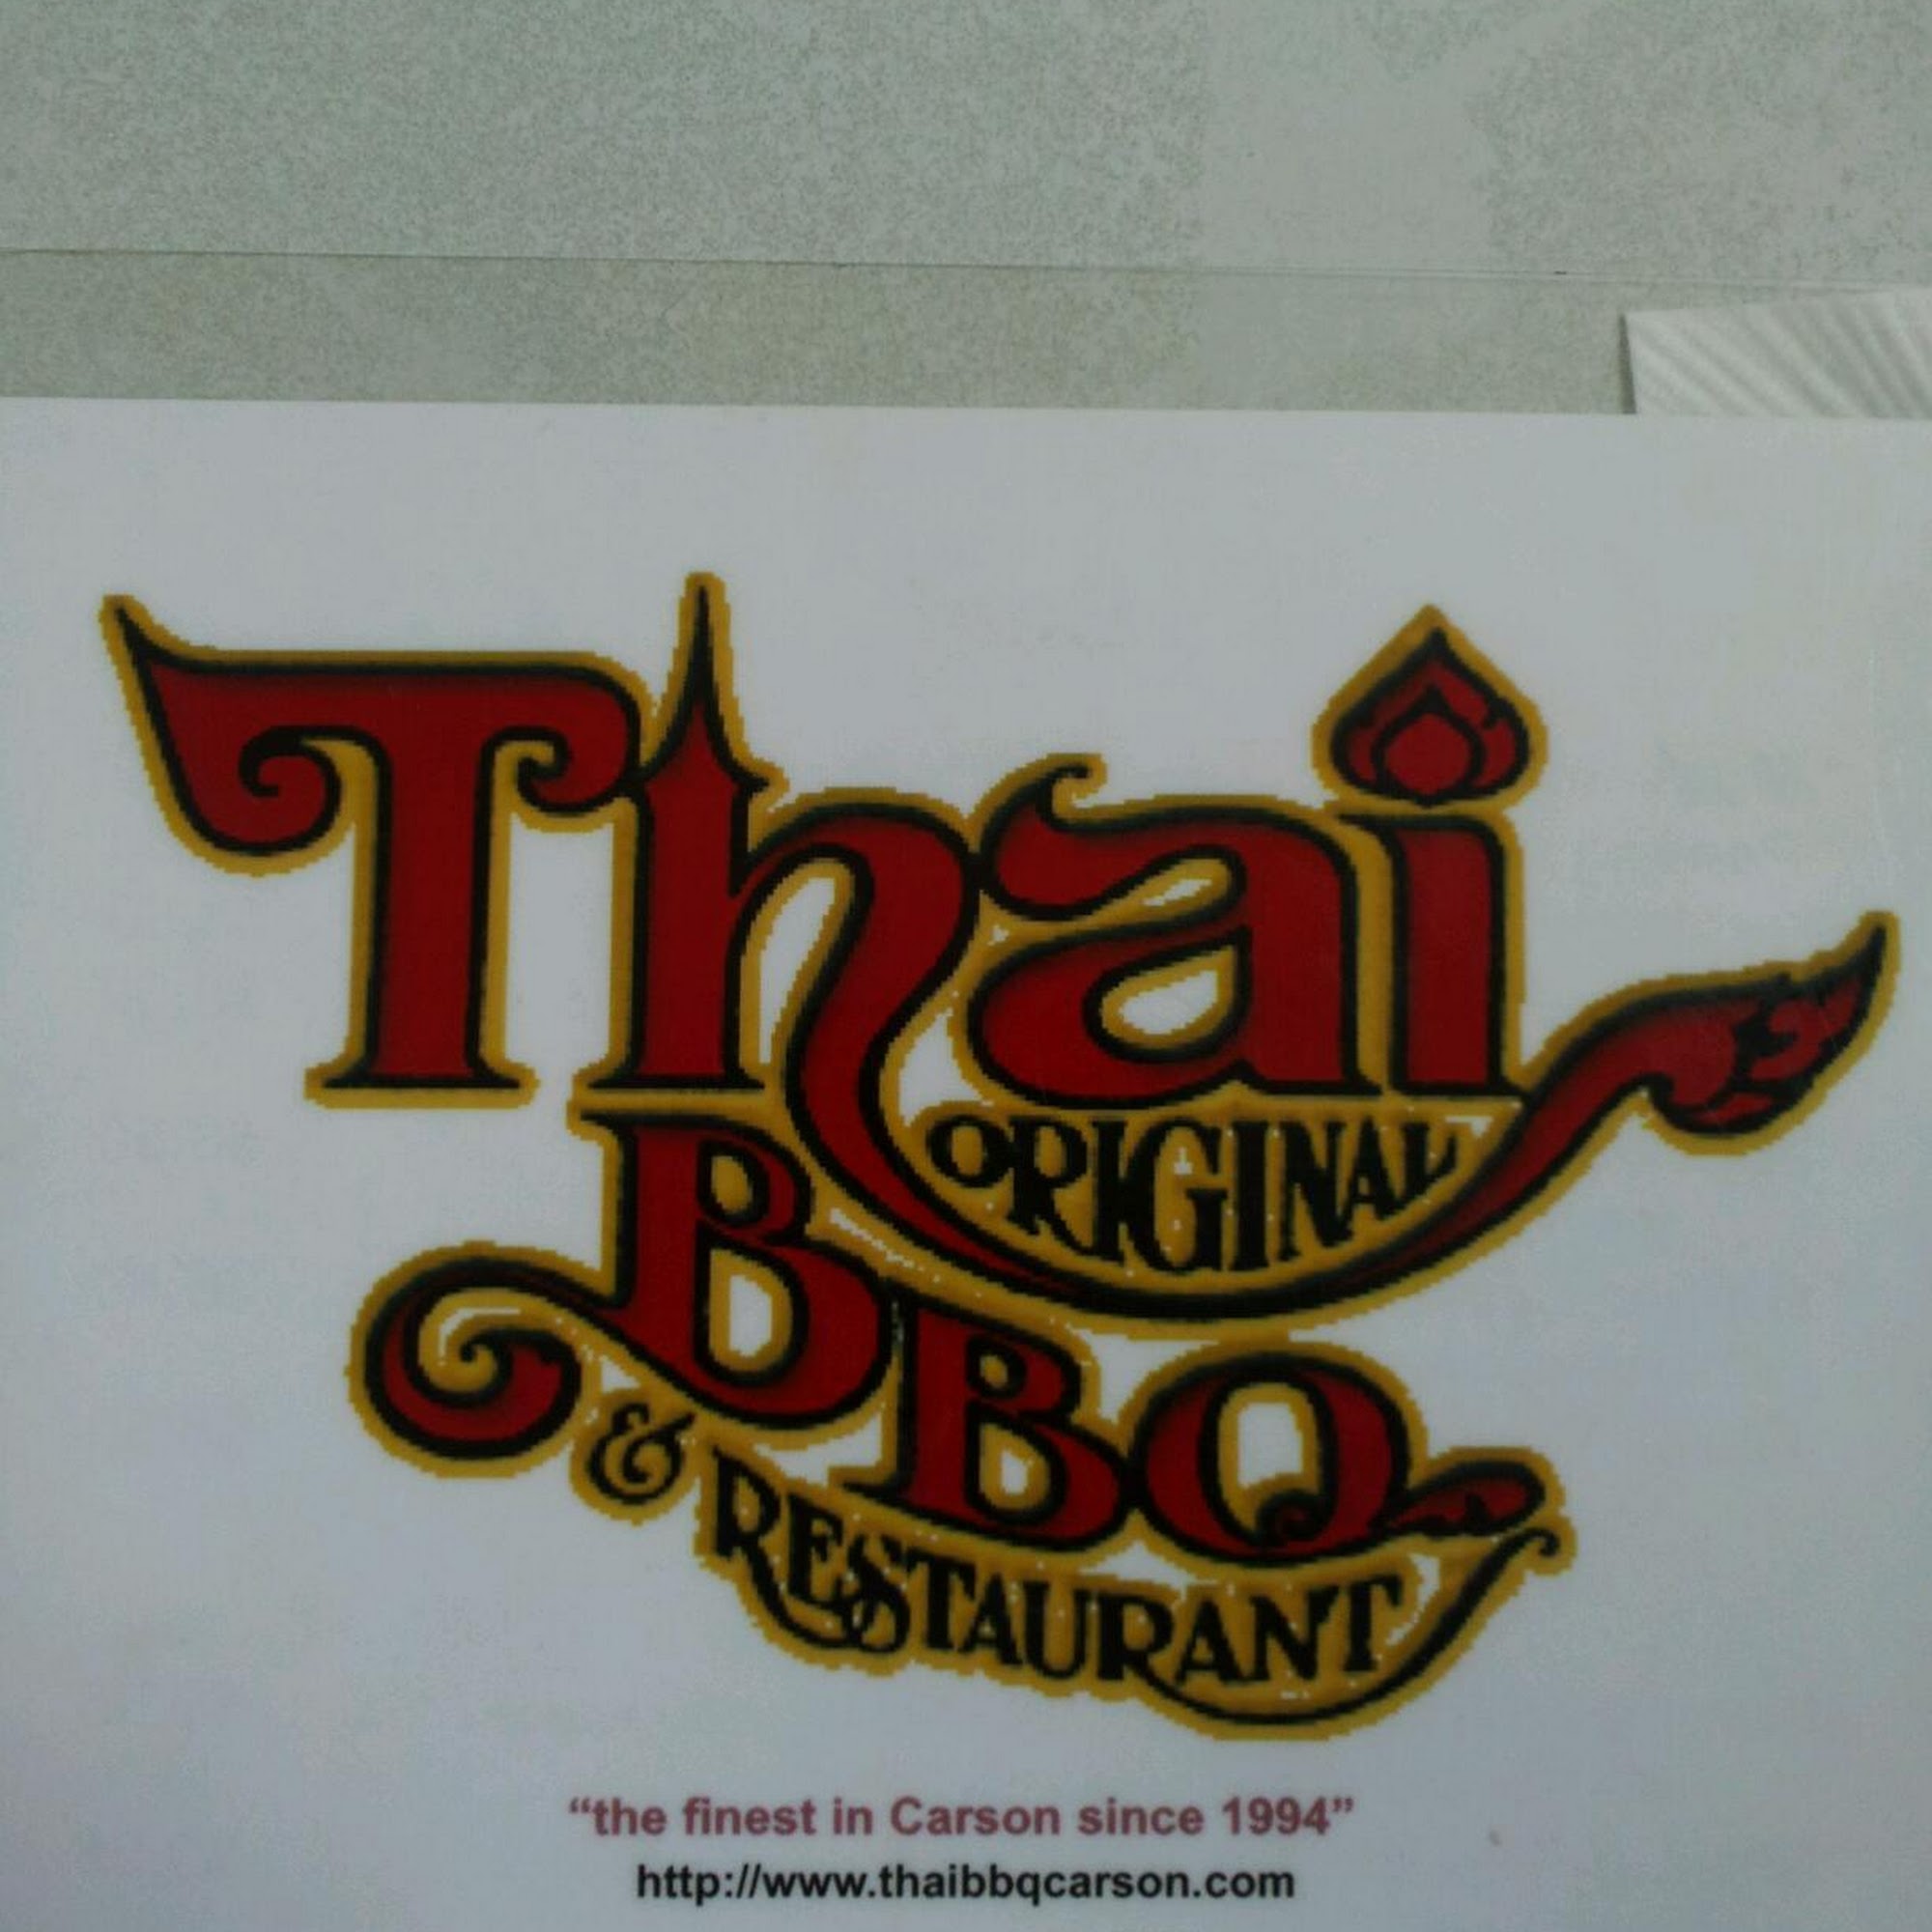 Thai
ORIGINAL
BBQ
& RESTAURANT
“the finest in Carson since 1994”
http://www.thaibbqcarson.com